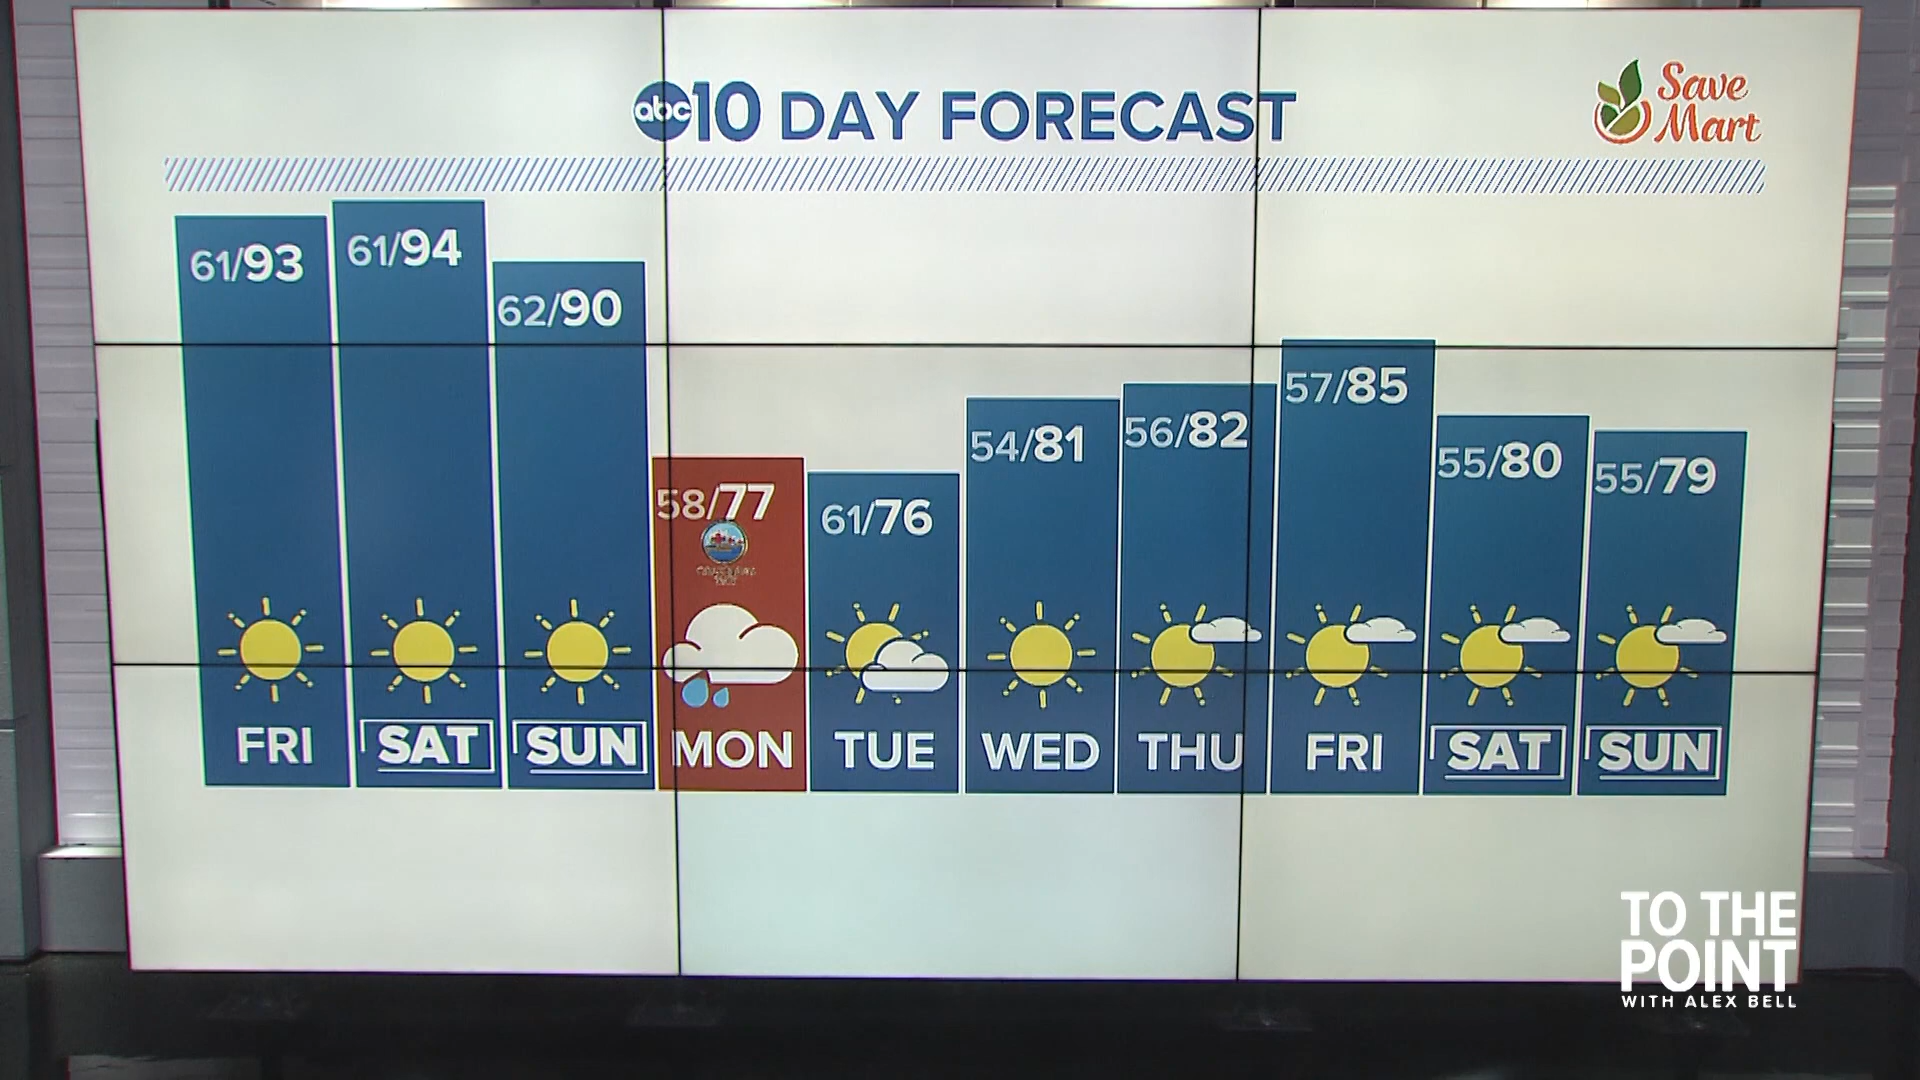 abc10 DAY FORECAST
Save
Mart
61/93
61/94
62/90
58/77
61/76
54/81
56/82
57/85
55/80
55/79
FRI
SAT
SUN
MON
TUE
WED
THU
FRI
SAT
SUN
TO THE
POINT
WITH ALEX BELL